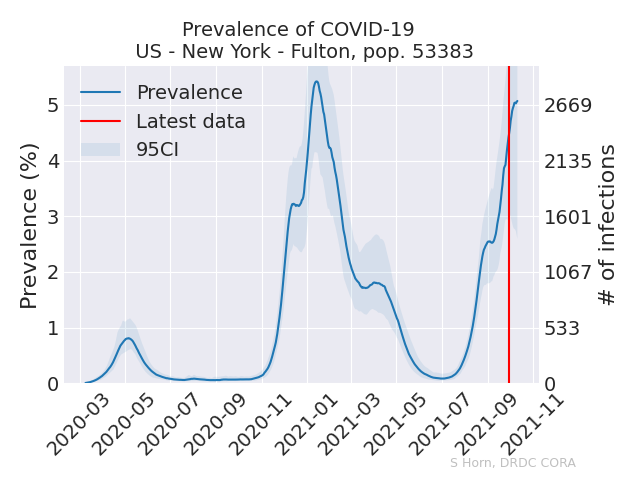 Prevalence of COVID-19
US - New York - Fulton, pop. 53383
Prevalence
Latest data
95CI
Prevalence (%)
5
4
3
2
1
0
2669
2135
1601
1067
533
0
# of infections
2020-03
2020-05
2020-07
2020-09
2020-11
2021-01
2021-03
2021-05
2021-07
2021-09
2021-11
S Horn, DRDC CORA